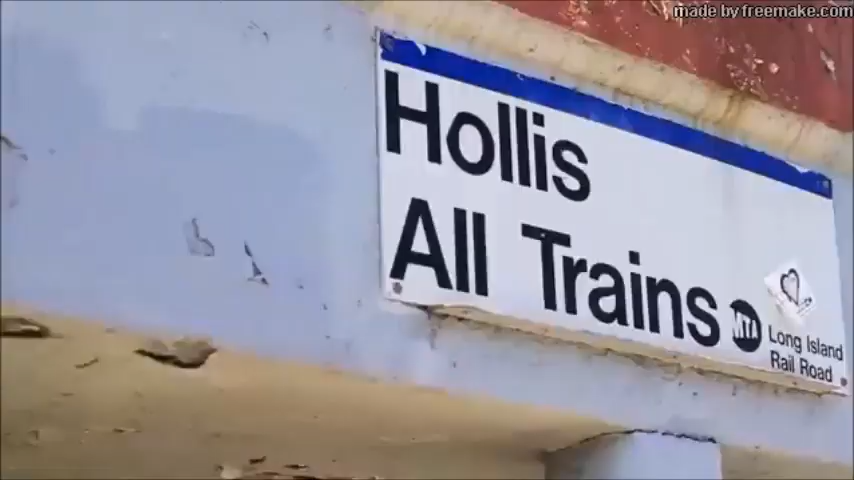 made by freemake.com
Hollis
All Trains
MTA
Long Island
Rail Road